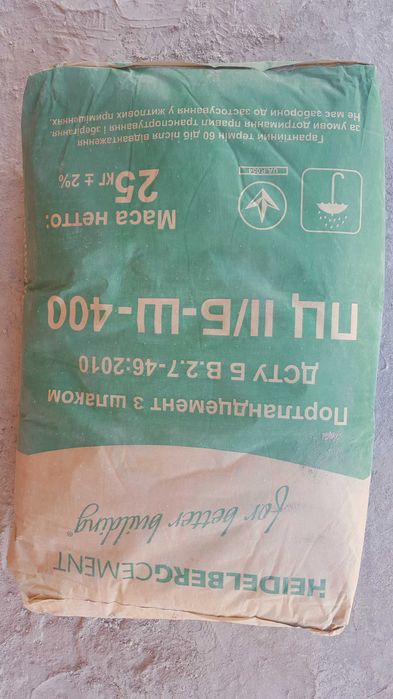 HEIDELBERGCEMENT
for better building®
Портландцемент з шлаком
ДСТУ Б В.2.7-46:2010
ПЦ II/Б-Ш-400
Маса нетто:
25 кг ± 2%
Гарантійний термін 60 діб після відвантаження
за умови дотримання правил транспортування і зберігання.
Не має заборони до застосування у житлових приміщеннях.